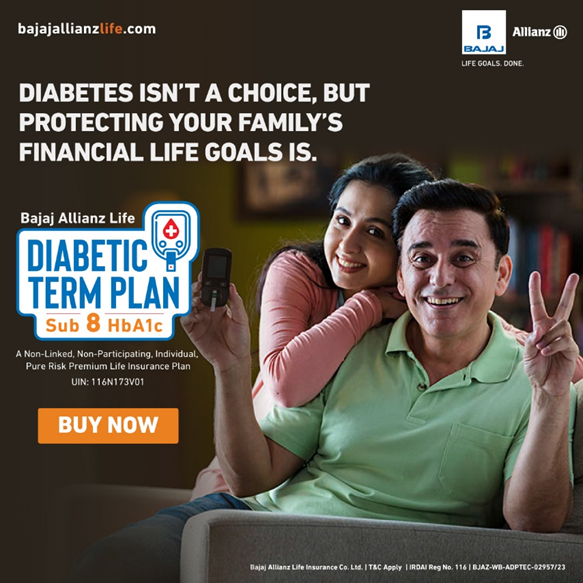 bajajallianzlife.com
BAJAJ
Allianz
LIFE GOALS. DONE.
DIABETES ISN'T A CHOICE, BUT
PROTECTING YOUR FAMILY'S
FINANCIAL LIFE GOALS IS.
Bajaj Allianz Life
DIABETIC
TERM PLAN
Sub 8 HbA1c
A Non-Linked, Non-Participating, Individual,
Pure Risk Premium Life Insurance Plan
UIN: 116N173V01
BUY NOW
Bajaj Allianz Life Insurance Co. Ltd. | T&C Apply | IRDAI Reg No. 116 | BJAZ-WB-ADPTEC-02957/23